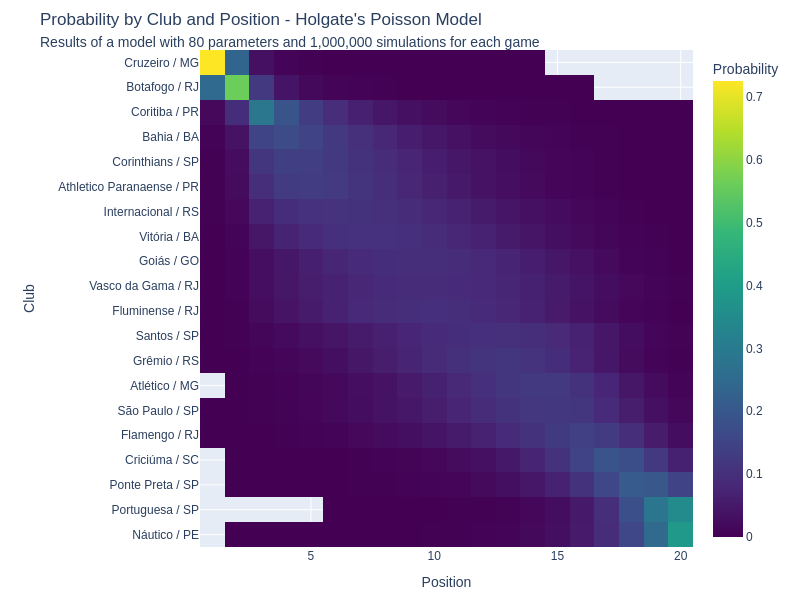 Probability by Club and Position - Holgate's Poisson Model
Results of a model with 80 parameters and 1,000,000 simulations for each game
Probability
Club
Cruzeiro / MG
Botafogo / RJ
Coritiba / PR
Bahia / BA
Corinthians / SP
Athletico Paranaense / PR
Internacional / RS
Vitória / BA
Goiás / GO
Vasco da Gama / RJ
Fluminense / RJ
Santos / SP
Grêmio / RS
Atlético / MG
São Paulo / SP
Flamengo / RJ
Criciúma / SC
Ponte Preta / SP
Portuguesa / SP
Náutico / PE
5
10
15
20
Position
0.7
0.6
0.5
0.4
0.3
0.2
0.1
0